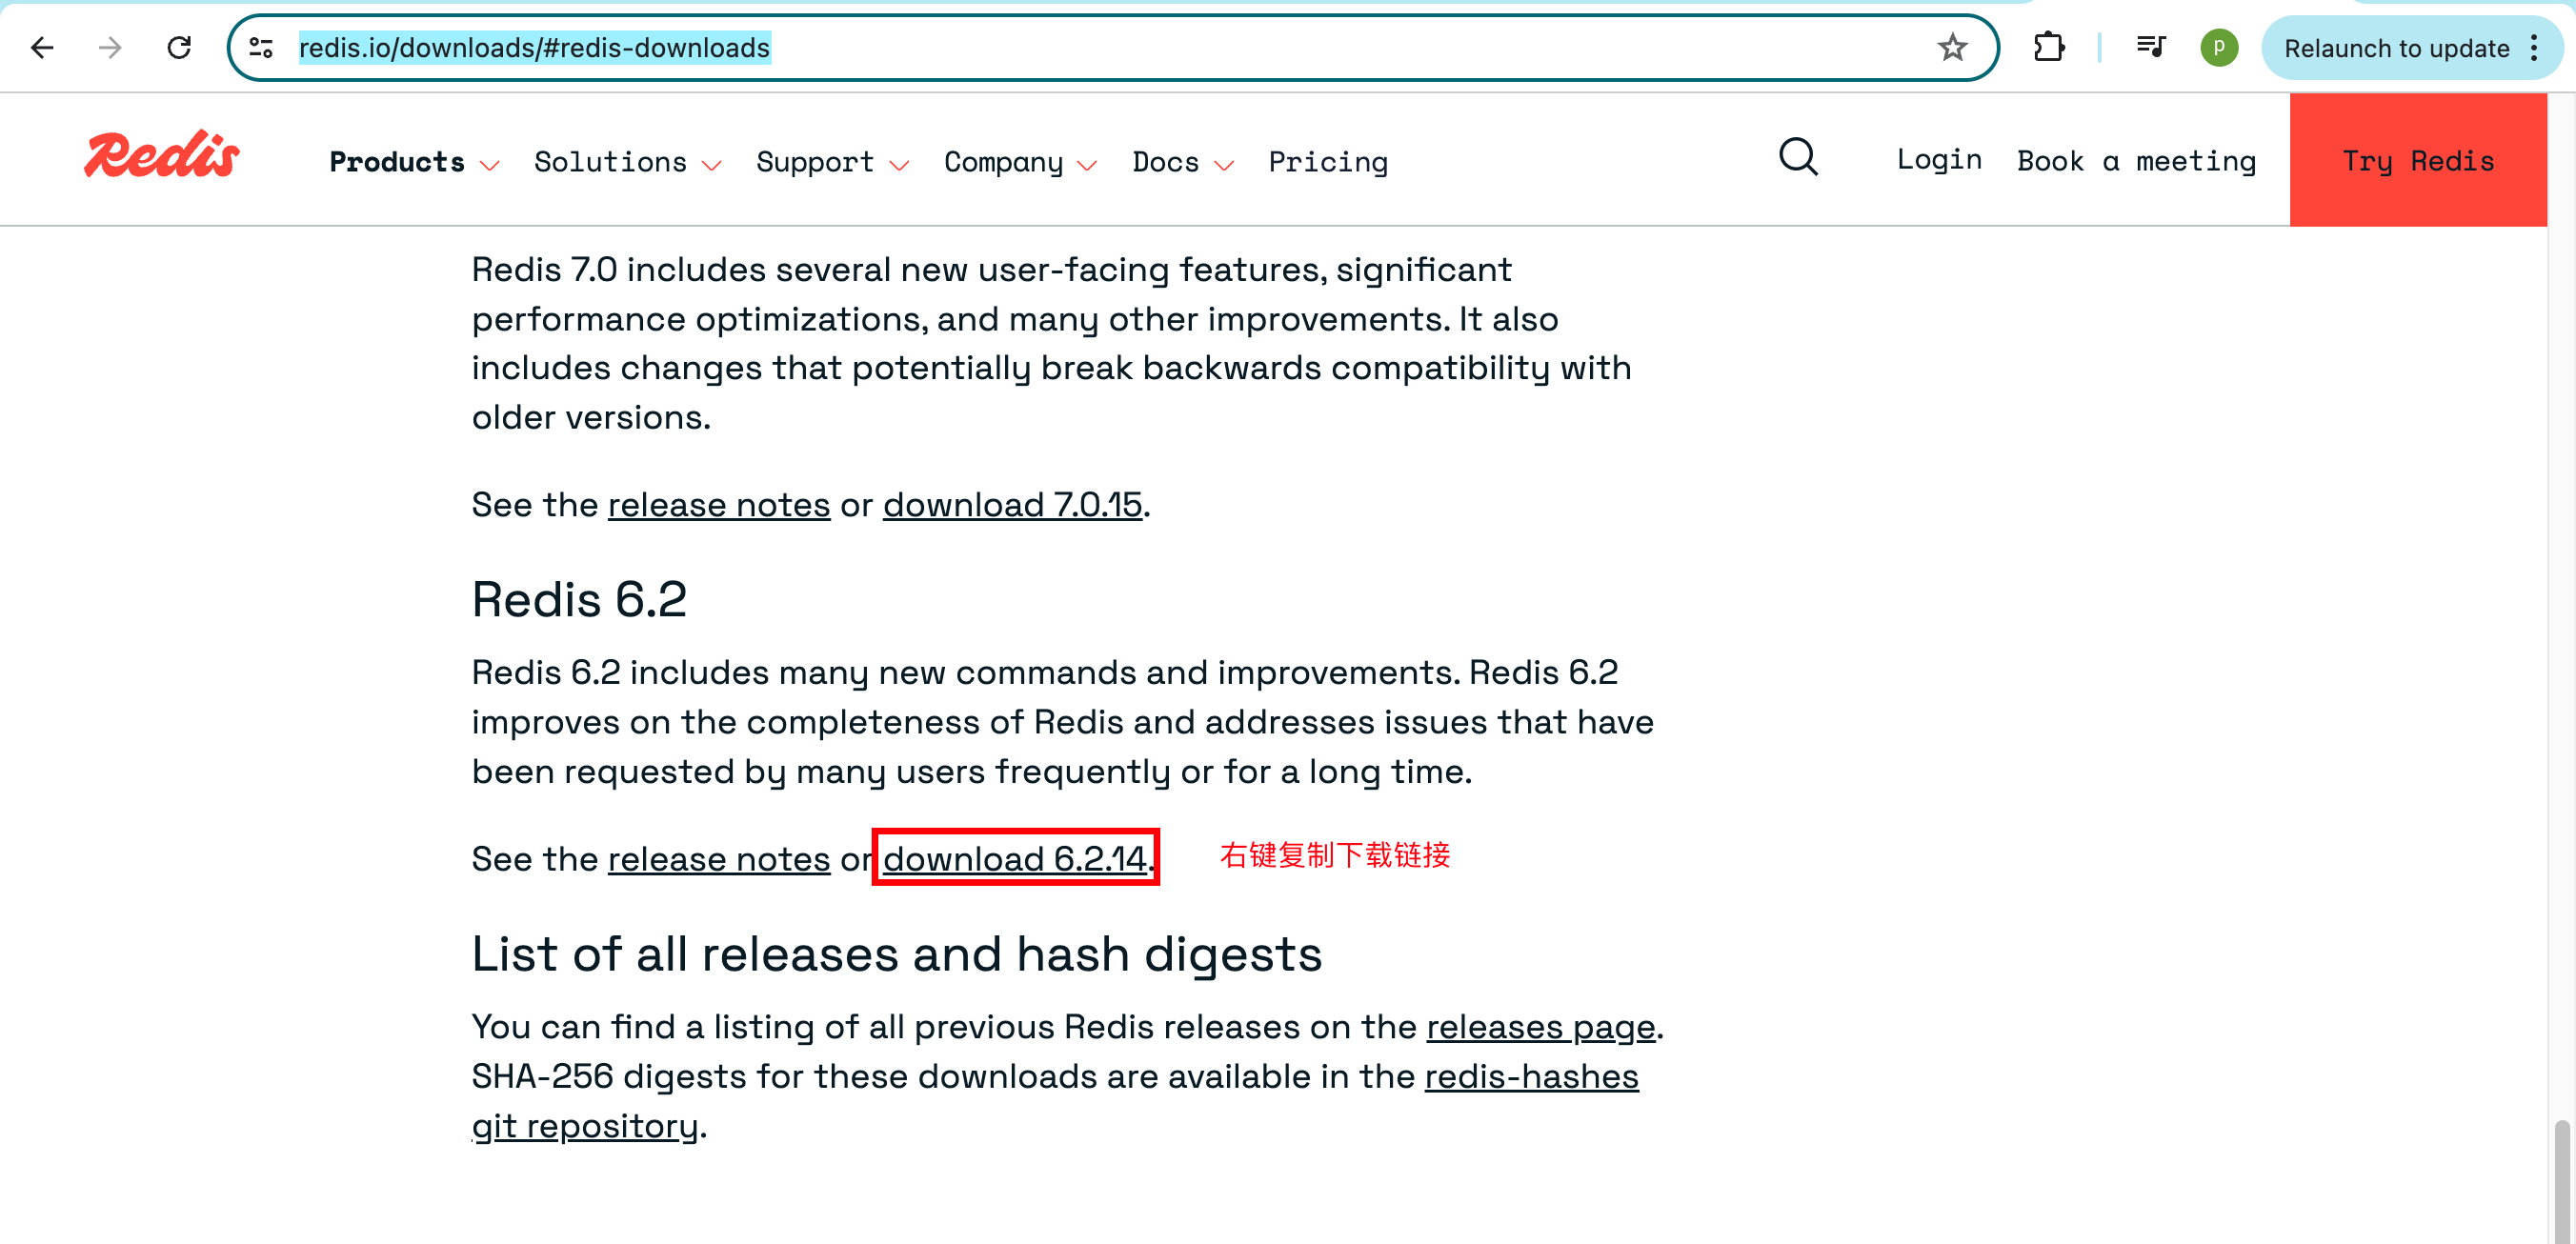 redis.io/downloads/#redis-downloads
p
Relaunch to update
Redis
Products
Solutions
Support
Company
Docs
Pricing
Login
Book a meeting
Try Redis
Redis 7.0 includes several new user-facing features, significant
performance optimizations, and many other improvements. It also
includes changes that potentially break backwards compatibility with
older versions.
See the release notes or download 7.0.15.
Redis 6.2
Redis 6.2 includes many new commands and improvements. Redis 6.2
improves on the completeness of Redis and addresses issues that have
been requested by many users frequently or for a long time.
See the release notes or download 6.2.14.
右键复制下载链接
List of all releases and hash digests
You can find a listing of all previous Redis releases on the releases page.
SHA-256 digests for these downloads are available in the redis-hashes
git repository.